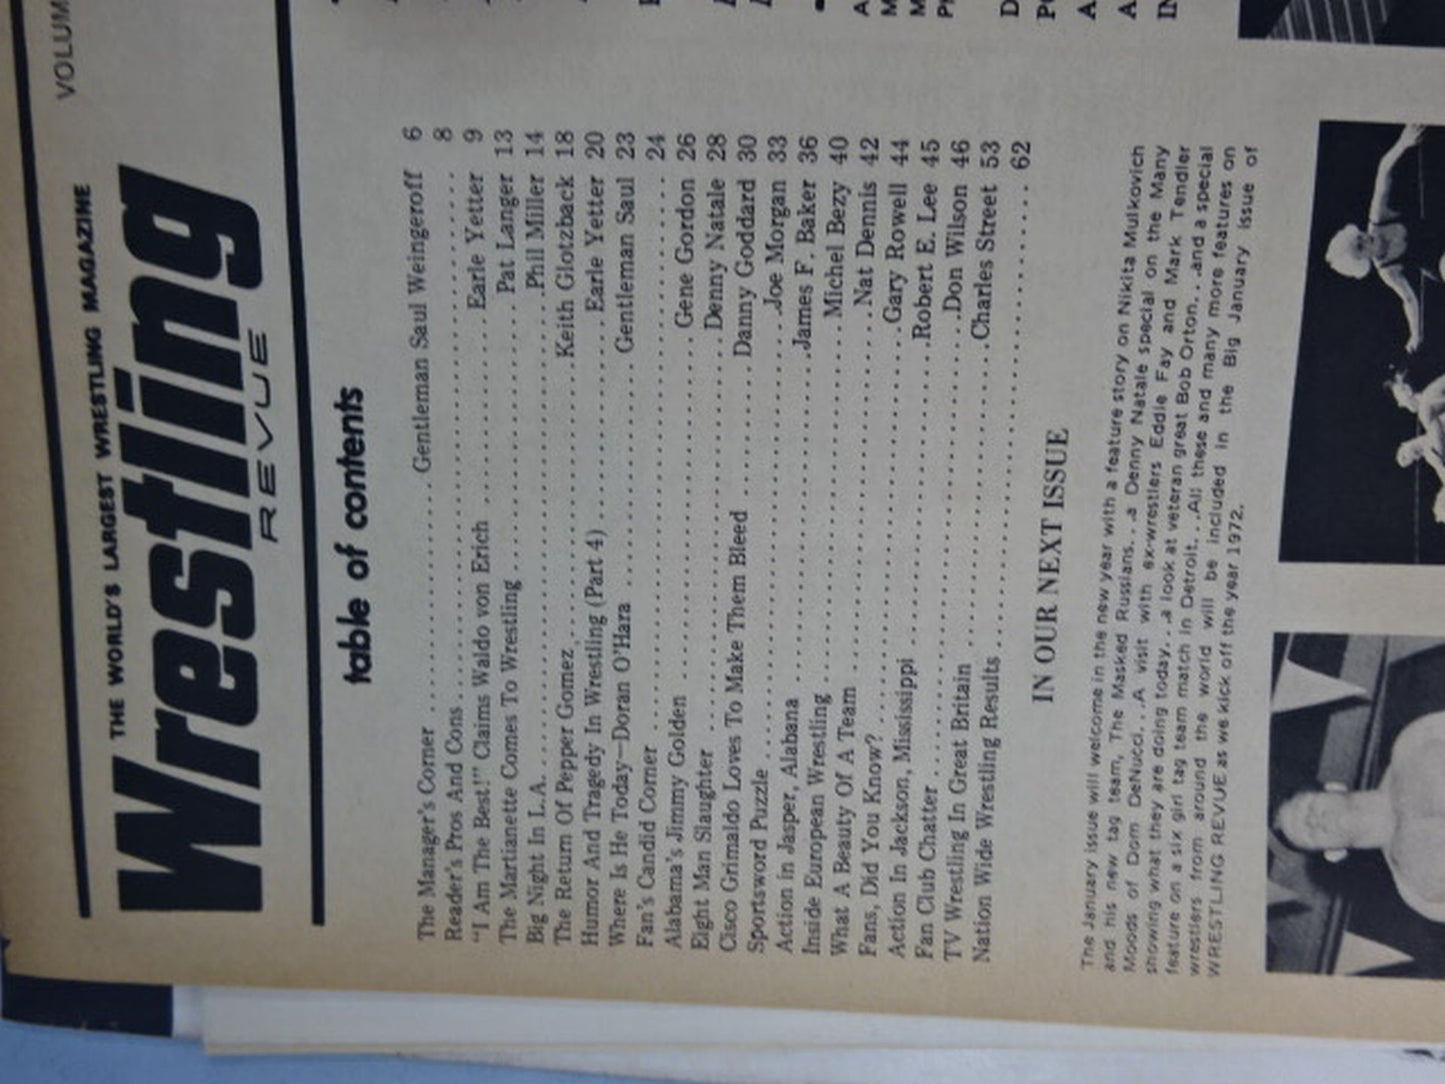 VOLUM
THE WORLD'S LARGEST WRESTLING MAGAZINE
Wrestling
REVUE
table of contents
The Manager's Corner ........ Gentleman Saul Weingeroff 6
Reader's Pros And Cons ........ 8
"I Am The Best!" Claims Waldo von Erich ........ Earle Yetter 9
The Martianette Comes To Wrestling ........ Pat Langer 13
Big Night In L.A. ........ Phil Miller 14
The Return Of Pepper Gomez ........ Keith Glotzback 18
Humor And Tragedy In Wrestling (Part 4) ........ Earle Yetter 20
Where Is He Today—Doran O'Hara ........ Gentleman Saul 23
Fan's Candid Corner ........ 24
Alabama's Jimmy Golden ........ Gene Gordon 26
Eight Man Slaughter ........ Denny Natale 28
Cisco Grimaldo Loves To Make Them Bleed ........ Danny Goddard 30
Sportsword Puzzle ........ Joe Morgan 33
Action in Jasper, Alabana ........ James F. Baker 36
Inside European Wrestling ........ Michel Bezy 40
What A Beauty Of A Team ........ Nat Dennis 42
Fans, Did You Know? ........ Gary Rowell 44
Action In Jackson, Mississippi ........ Robert E. Lee 45
Fan Club Chatter ........ Don Wilson 46
TV Wrestling In Great Britain ........ Charles Street 53
Nation Wide Wrestling Results ........ 62
IN OUR NEXT ISSUE
The January issue will welcome in the new year with a feature story on Nikita Mulkovich
and his new tag team, The Masked Russians...a Denny Natale special on the Many
Moods of Dom DeNucci...A visit with ex-wrestlers Eddie Fay and Mark Tendler
showing what they are doing today...a look at veteran great Bob Orton...and a special
feature on a six girl tag team match in Detroit...All these and many more features on
wrestlers from around the world will be included in the Big January issue of
WRESTLING REVUE as we kick off the year 1972.